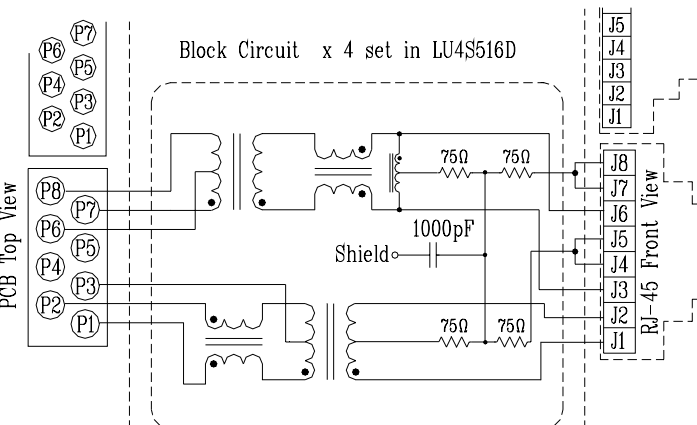 Block Circuit x 4 set in LU4S516D
P7
P6
P5
P4
P3
P2
P1
J5
J4
J3
J2
J1
PCB Top View
P8
P7
P6
P5
P4
P3
P2
P1
75Ω 75Ω
1000pF
Shield
75Ω 75Ω
J8
J7
J6
J5
J4
J3
J2
J1
RJ-45 Front View